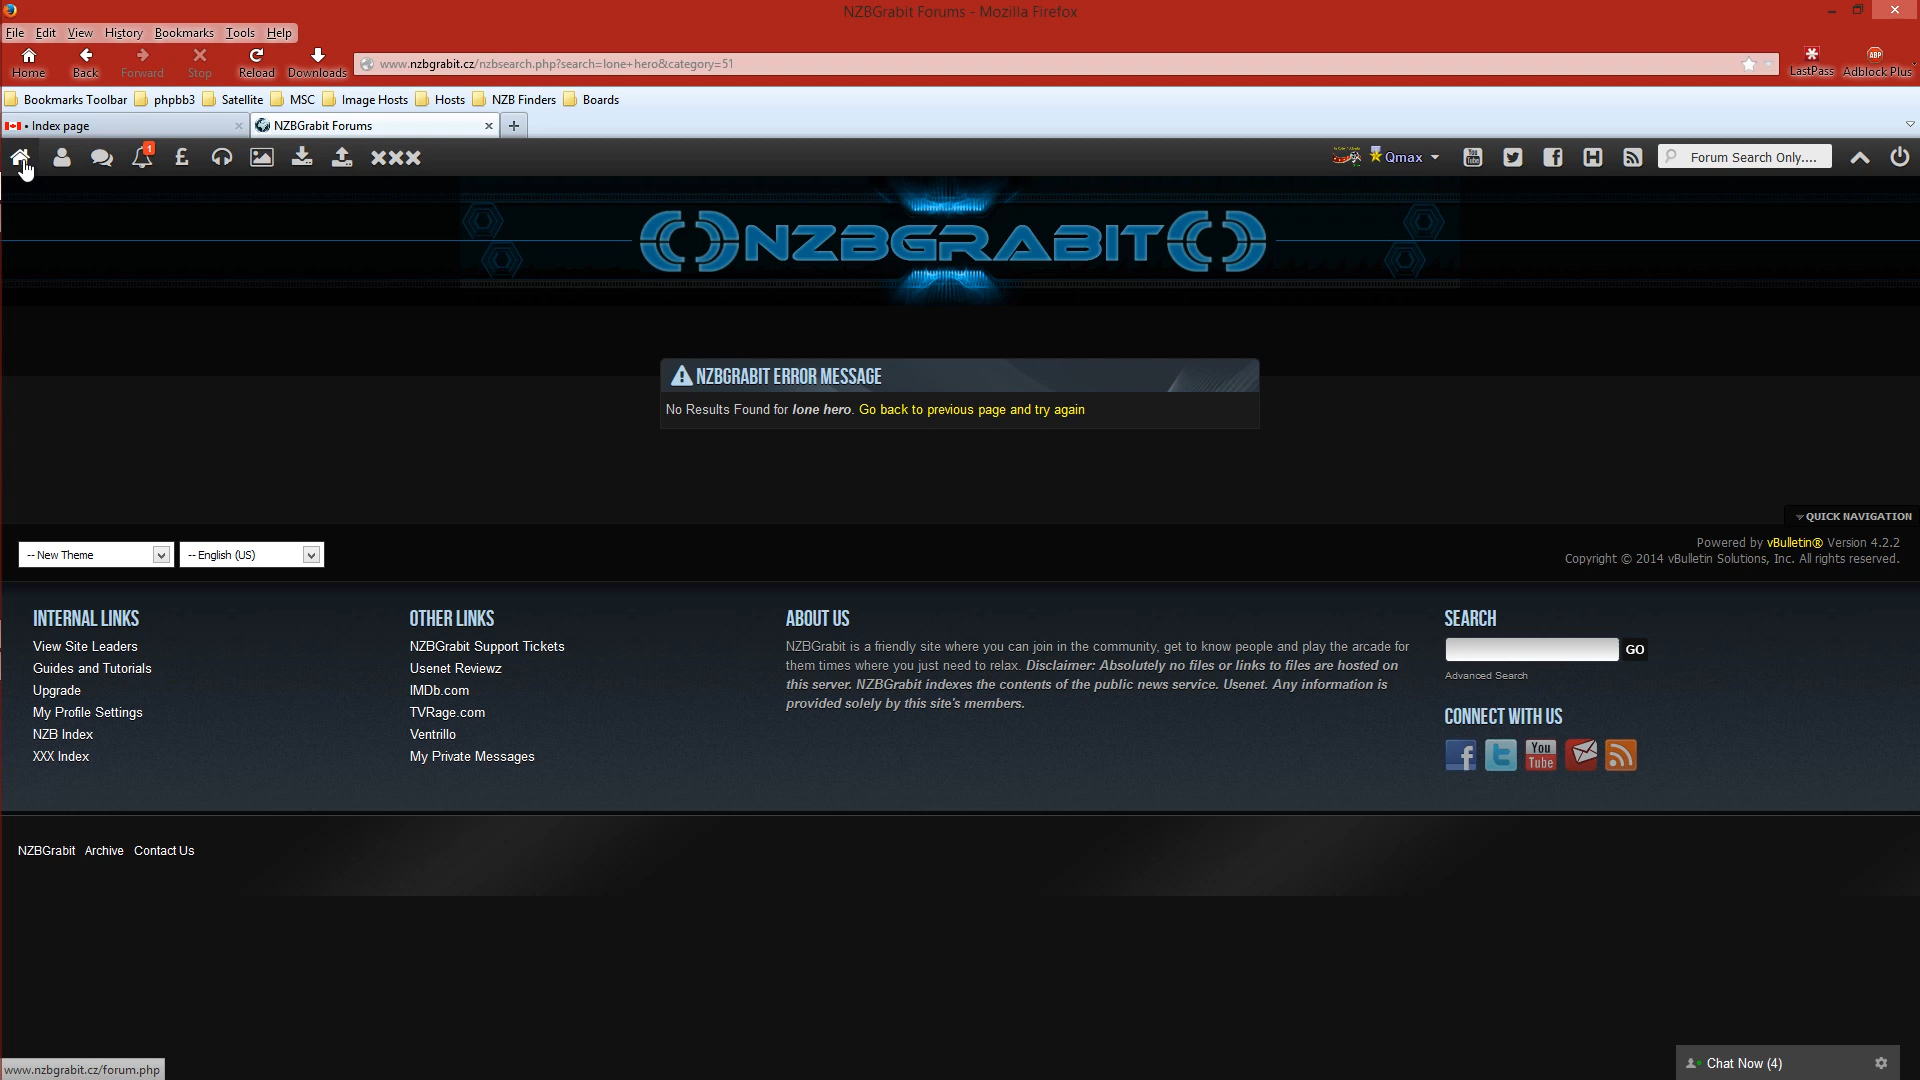 NZBGrabit Forums - Mozilla Firefox
File Edit View History Bookmarks Tools Help
Home Back Forward Stop Reload Downloads
www.nzbgrabit.cz/nzbsearch.php?search=lone+hero&category=51
LastPass Adblock Plus
Bookmarks Toolbar phpbb3 Satellite MSC Image Hosts Hosts NZB Finders Boards
• Index page
NZBGrabit Forums
1
£
XXX
Qmax
You Tube
H
Forum Search Only....
NZBGRABIT
NZBGRABIT ERROR MESSAGE
No Results Found for lone hero. Go back to previous page and try again
QUICK NAVIGATION
-- New Theme
-- English (US)
Powered by vBulletin® Version 4.2.2
Copyright © 2014 vBulletin Solutions, Inc. All rights reserved.
INTERNAL LINKS
View Site Leaders
Guides and Tutorials
Upgrade
My Profile Settings
NZB Index
XXX Index
OTHER LINKS
NZBGrabit Support Tickets
Usenet Reviewz
IMDb.com
TVRage.com
Ventrillo
My Private Messages
ABOUT US
NZBGrabit is a friendly site where you can join in the community, get to know people and play the arcade for
them times where you just need to relax. Disclaimer: Absolutely no files or links to files are hosted on
this server. NZBGrabit indexes the contents of the public news service. Usenet. Any information is
provided solely by this site's members.
SEARCH
GO
Advanced Search
CONNECT WITH US
f t You Tube
NZBGrabit Archive Contact Us
www.nzbgrabit.cz/forum.php
Chat Now (4)